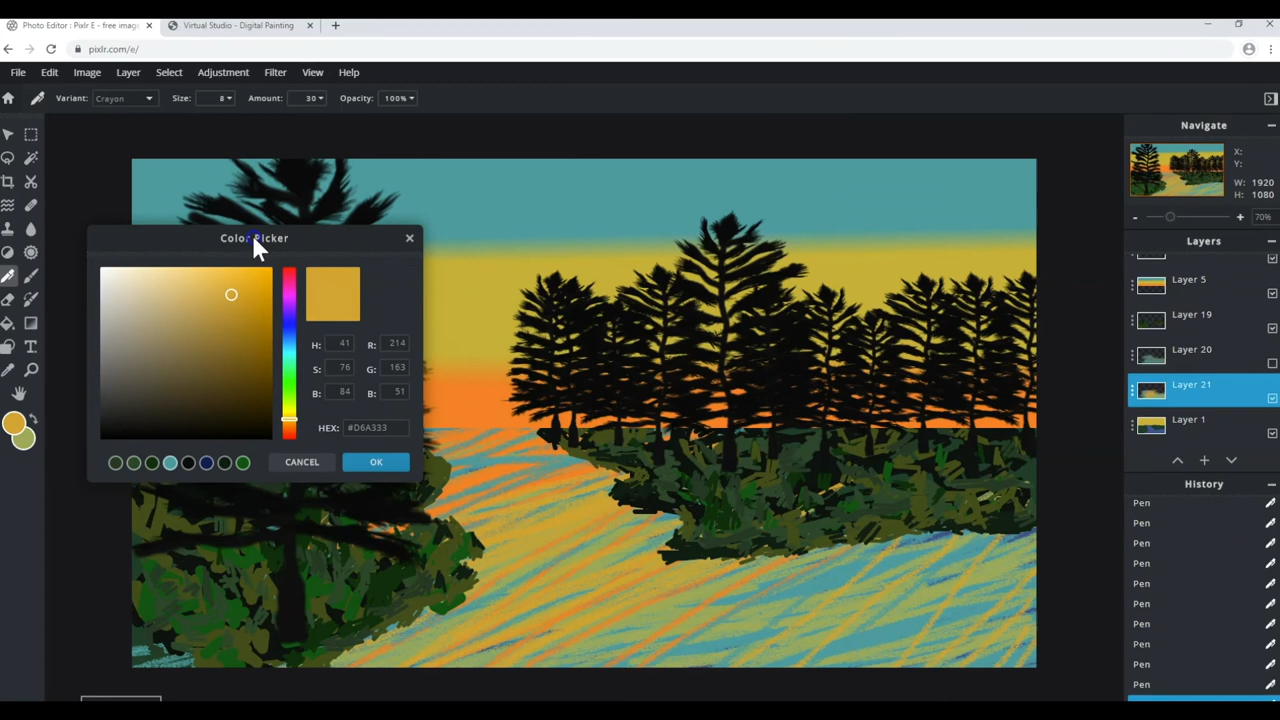 Photo Editor : Pixlr E - free imag
Virtual Studio - Digital Painting
pixlr.com/e/
File Edit Image Layer Select Adjustment Filter View Help
Variant: Crayon Size: 8 Amount: 30 Opacity: 100%
Navigate
X:
Y:
W: 1920
H: 1080
70%
Color Picker
H: 41 R: 214
S: 76 G: 163
B: 84 B: 51
HEX: #D6A333
CANCEL OK
Layers
Layer 5
Layer 19
Layer 20
Layer 21
Layer 1
History
Pen
Pen
Pen
Pen
Pen
Pen
Pen
Pen
Pen
Pen